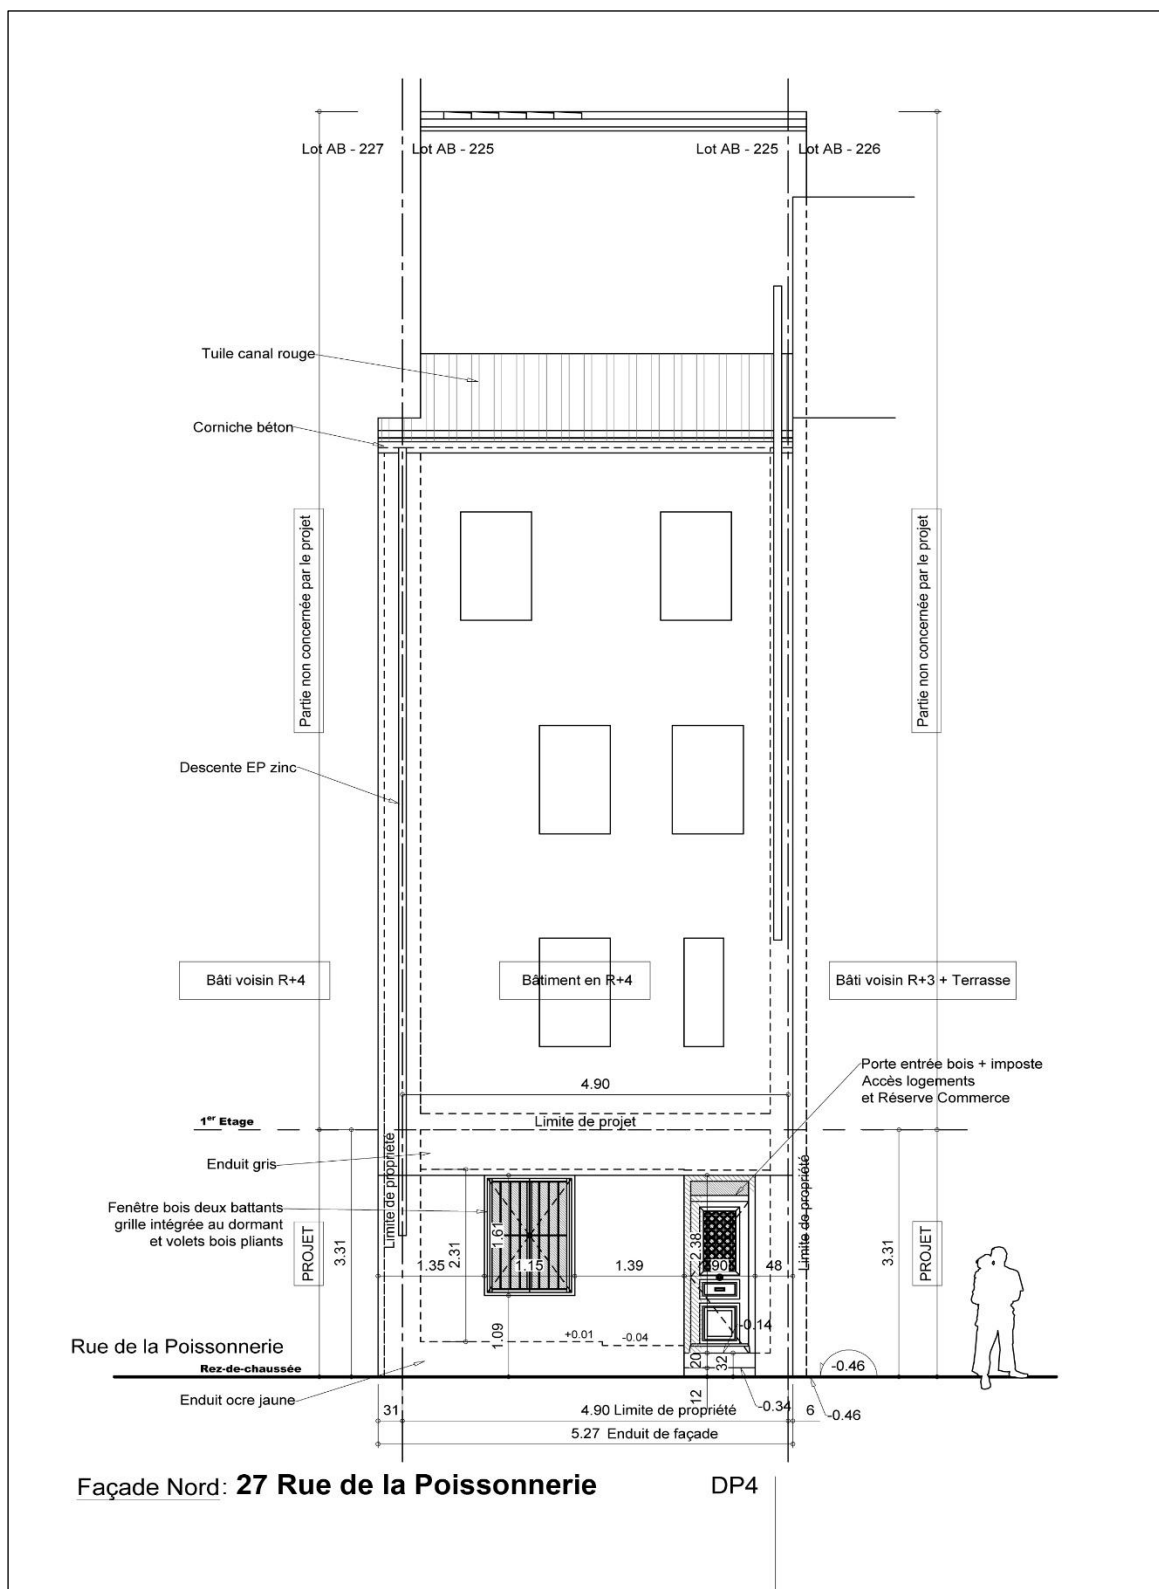 Lot AB - 227
Lot AB - 225
Lot AB - 225
Lot AB - 226
Tuile canal rouge
Corniche béton
Partie non concernée par le projet
Partie non concernée par le projet
Descente EP zinc
Bâti voisin R+4
Bâtiment en R+4
Bâti voisin R+3 + Terrasse
Porte entrée bois + imposte
Accès logements
et Réserve Commerce
4.90
1er Etage
Limite de projet
Enduit gris
Limite de propriété
Limite de propriété
Fenêtre bois deux battants
grille intégrée au dormant
et volets bois pliants
PROJET
3.31
1.35
2.31
1.61
1.15
1.39
2.38
90
48
3.31
PROJET
1.09
+0.01
-0.04
-0.14
Rue de la Poissonnerie
Rez-de-chaussée
20
32
-0.46
Enduit ocre jaune
12
-0.34
-0.46
31
4.90 Limite de propriété
6
5.27 Enduit de façade
Façade Nord: 27 Rue de la Poissonnerie
DP4